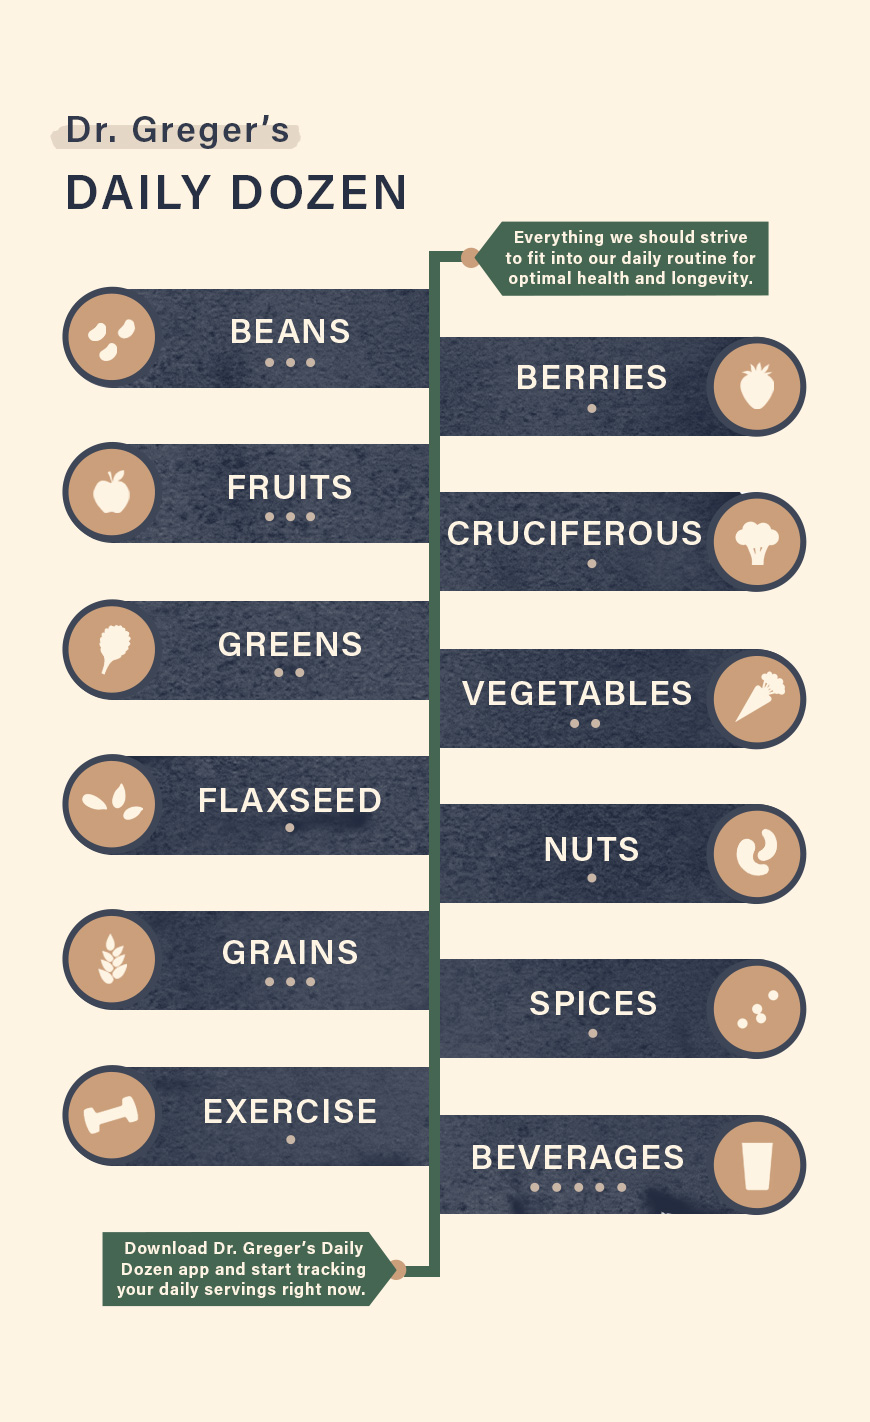 Dr. Greger’s
DAILY DOZEN
Everything we should strive
to fit into our daily routine for
optimal health and longevity.
BEANS
BERRIES
FRUITS
CRUCIFEROUS
GREENS
VEGETABLES
FLAXSEED
NUTS
GRAINS
SPICES
EXERCISE
BEVERAGES
Download Dr. Greger’s Daily
Dozen app and start tracking
your daily servings right now.